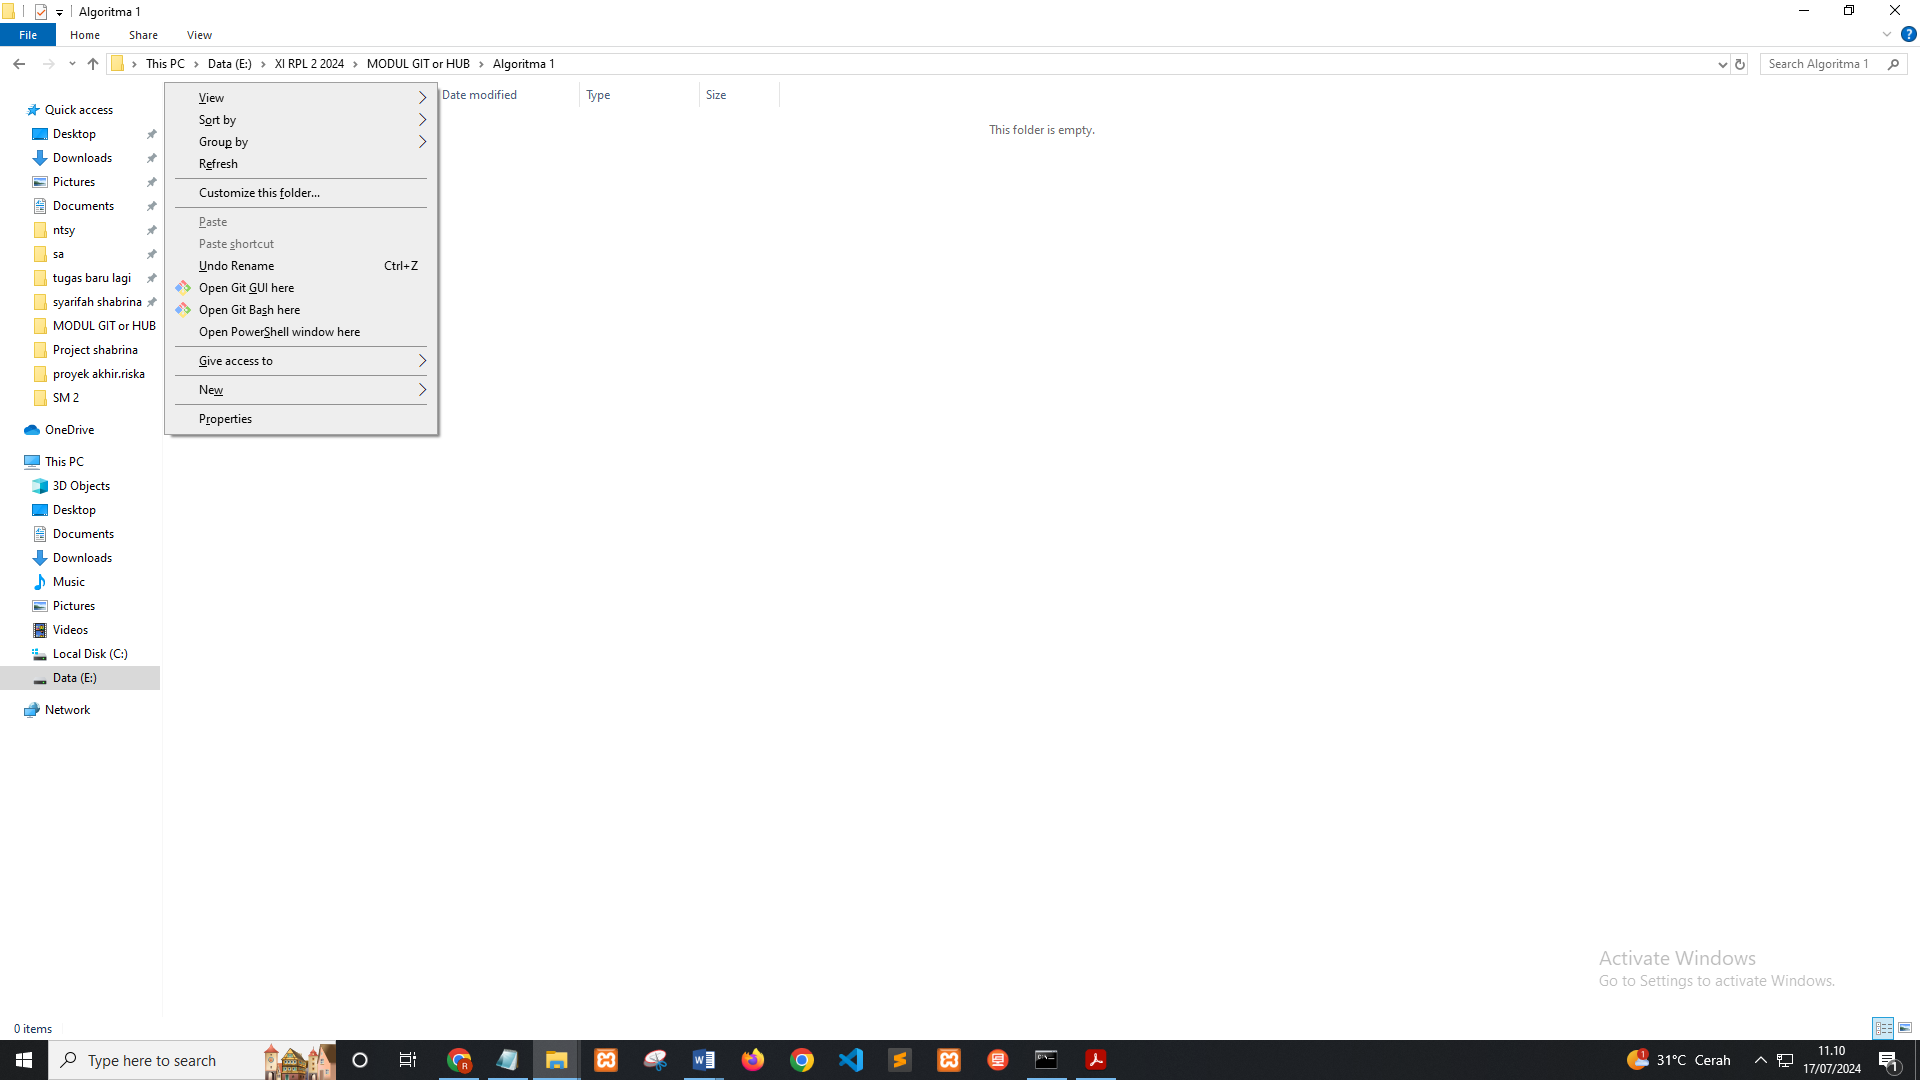 Algoritma 1
File Home Share View
This PC Data (E:) XI RPL 2 2024 MODUL GIT or HUB Algoritma 1
Search Algoritma 1
Date modified Type Size
This folder is empty.
Quick access
Desktop
Downloads
Pictures
Documents
ntsy
sa
tugas baru lagi
syarifah shabrina
MODUL GIT or HUB
Project shabrina
proyek akhir.riska
SM 2
OneDrive
This PC
3D Objects
Desktop
Documents
Downloads
Music
Pictures
Videos
Local Disk (C:)
Data (E:)
Network
View
Sort by
Group by
Refresh
Customize this folder...
Paste
Paste shortcut
Undo Rename Ctrl+Z
Open Git GUI here
Open Git Bash here
Open PowerShell window here
Give access to
New
Properties
Activate Windows
Go to Settings to activate Windows.
0 items
Type here to search
31°C Cerah
11.10
17/07/2024